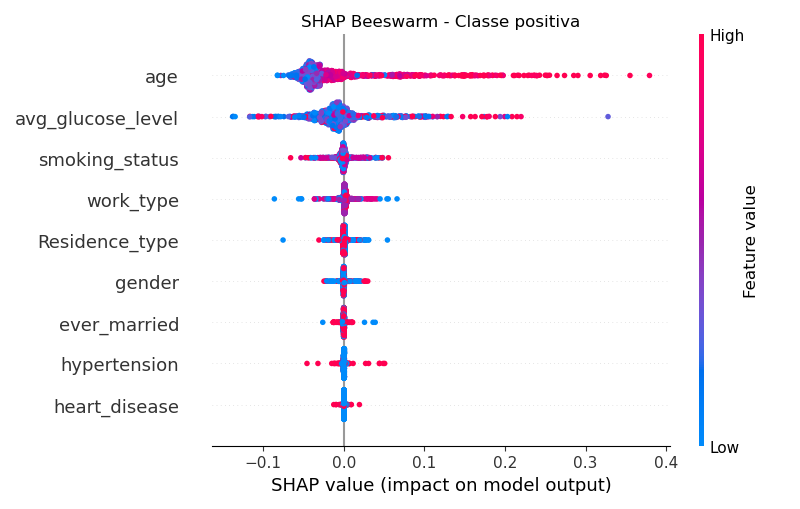 SHAP Beeswarm - Classe positiva
High
age
avg_glucose_level
smoking_status
work_type
Residence_type
gender
ever_married
hypertension
heart_disease
Feature value
Low
−0.1 0.0 0.1 0.2 0.3 0.4
SHAP value (impact on model output)